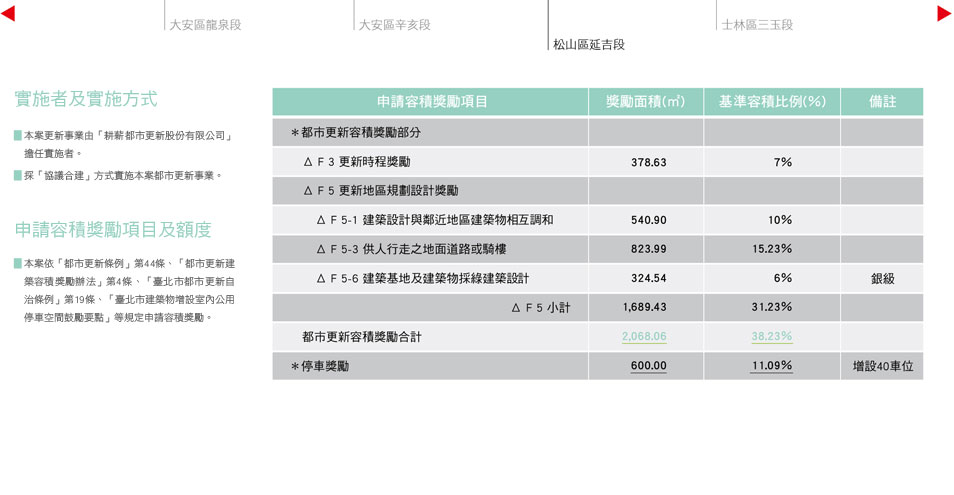 大安區龍泉段
大安區辛亥段
士林區三玉段
松山區延吉段
實施者及實施方式
本案更新事業由「耕薪都市更新股份有限公司」
擔任實施者。
採「協議合建」方式實施本案都市更新事業。
申請容積獎勵項目及額度
本案依「都市更新條例」第44條、「都市更新建
築容積獎勵辦法」第4條、「臺北市都市更新自
治條例」第19條、「臺北市建築物增設室內公用
停車空間鼓勵要點」等規定申請容積獎勵。
申請容積獎勵項目 獎勵面積(㎡) 基準容積比例(%) 備註
＊都市更新容積獎勵部分
Δ F 3 更新時程獎勵 378.63 7%
Δ F 5 更新地區規劃設計獎勵
Δ F 5-1 建築設計與鄰近地區建築物相互調和 540.90 10%
Δ F 5-3 供人行走之地面道路或騎樓 823.99 15.23%
Δ F 5-6 建築基地及建築物採綠建築設計 324.54 6% 銀級
Δ F 5 小計 1,689.43 31.23%
都市更新容積獎勵合計 2,068.06 38.23%
＊停車獎勵 600.00 11.09% 增設40車位